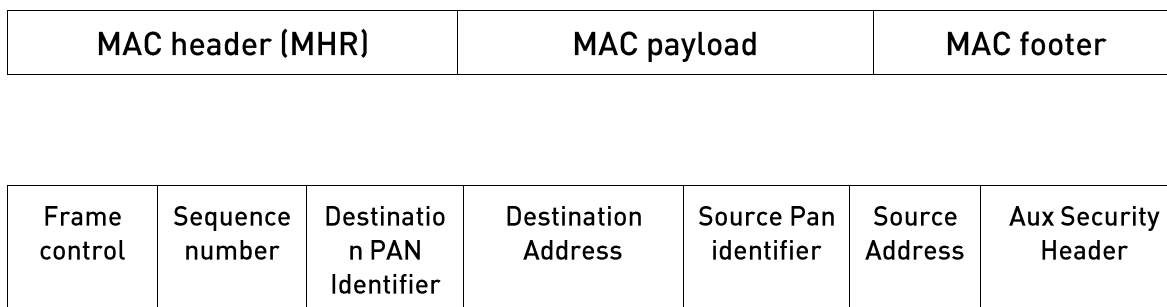 MAC header (MHR) MAC payload MAC footer
Frame control
Sequence number
Destinatio
n PAN
Identifier
Destination
Address
Source Pan
identifier
Source
Address
Aux Security
Header